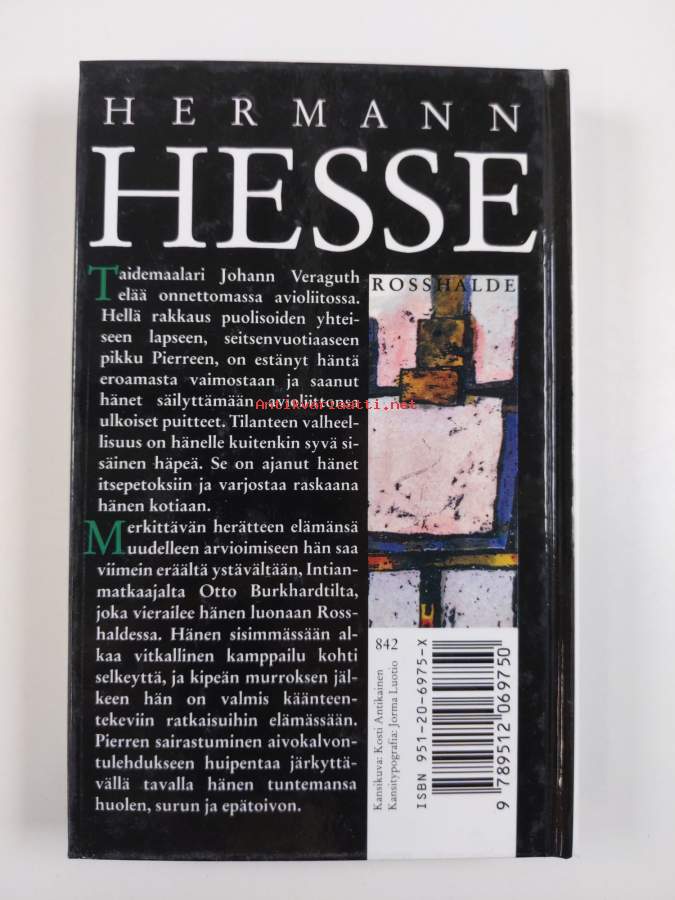 HERMANN
HESSE
Taidemaalari Johann Veraguth
elää onnettomassa avioliitossa.
Hellä rakkaus puolisoiden yhtei-
seen lapseen, seitsenvuotiaaseen
pikku Pierreen, on estänyt häntä
eroamasta vaimostaan ja saanut
hänet säilyttämään avioliittonsa
ulkoiset puitteet. Tilanteen valheel-
lisuus on hänelle kuitenkin syvä si-
säinen häpeä. Se on ajanut hänet
itsepetoksiin ja varjostaa raskaana
hänen kotiaan.
Merkittävän herätteen elämänsä
uudelleen arvioimiseen hän saa
viimein eräältä ystävältään, Intian-
matkaajalta Otto Burkhardtilta,
joka vierailee hänen luonaan Ross-
haldessa. Hänen sisimmässään al-
kaa vitkallinen kamppailu kohti
selkeyttä, ja kipeän murroksen jäl-
keen hän on valmis käänteen-
tekeviin ratkaisuihin elämässään.
Pierren sairastuminen aivokalvon-
tulehdukseen huipentaa järkyttä-
vällä tavalla hänen tuntemansa
huolen, surun ja epätoivon.
ROSSHALDE
Antikvariaatti.net
842
Kansikuva: Kosti Antikainen
Kansitypografia: Jorma Luotio
ISBN 951-20-6975-X
9 789512 069750